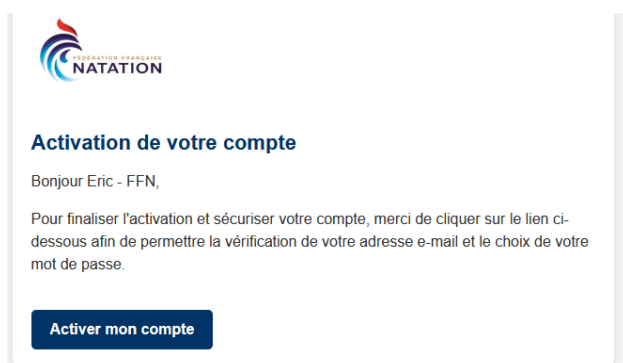 FÉDÉRATION FRANÇAISE
NATATION
Activation de votre compte
Bonjour Eric - FFN,
Pour finaliser l'activation et sécuriser votre compte, merci de cliquer sur le lien ci-
dessous afin de permettre la vérification de votre adresse e-mail et le choix de votre
mot de passe.
Activer mon compte